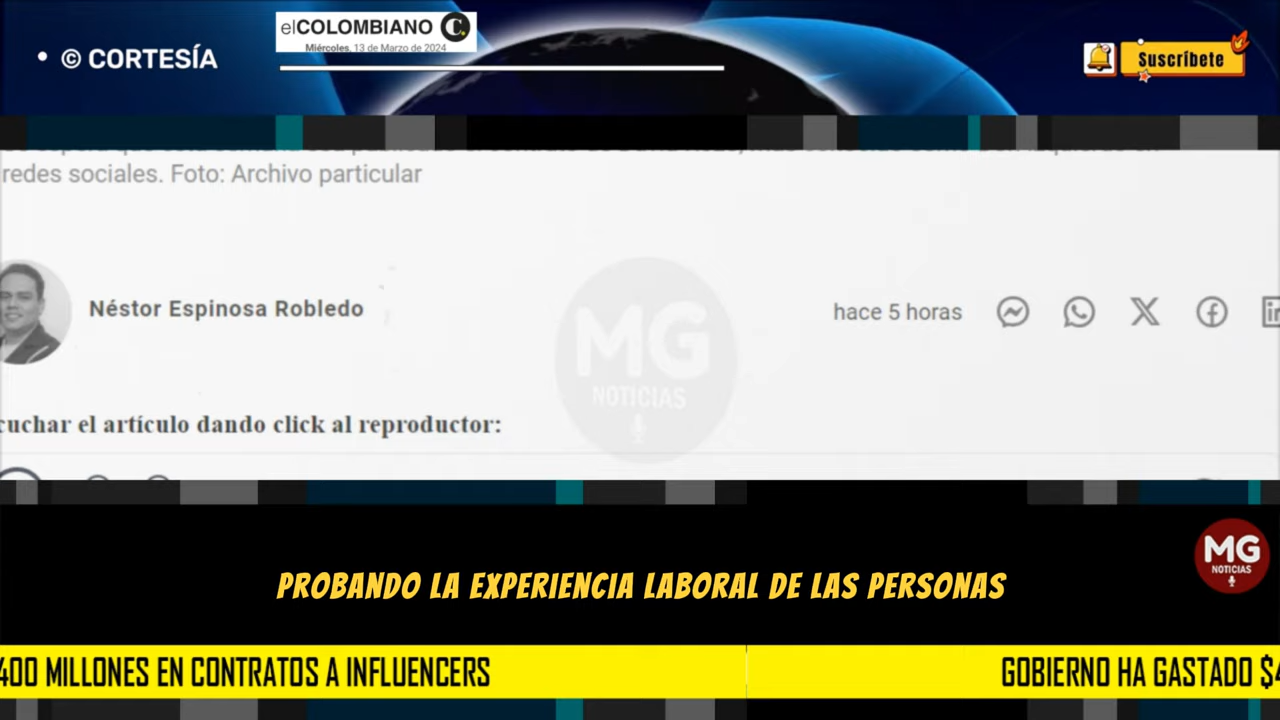 elCOLOMBIANO C.
Miércoles, 13 de Marzo de 2024
• © CORTESÍA
Suscríbete
redes sociales. Foto: Archivo particular
Néstor Espinosa Robledo
hace 5 horas
cuchar el artículo dando click al reproductor:
MG
NOTICIAS
MG
NOTICIAS
PROBANDO LA EXPERIENCIA LABORAL DE LAS PERSONAS
400 MILLONES EN CONTRATOS A INFLUENCERS
GOBIERNO HA GASTADO $4